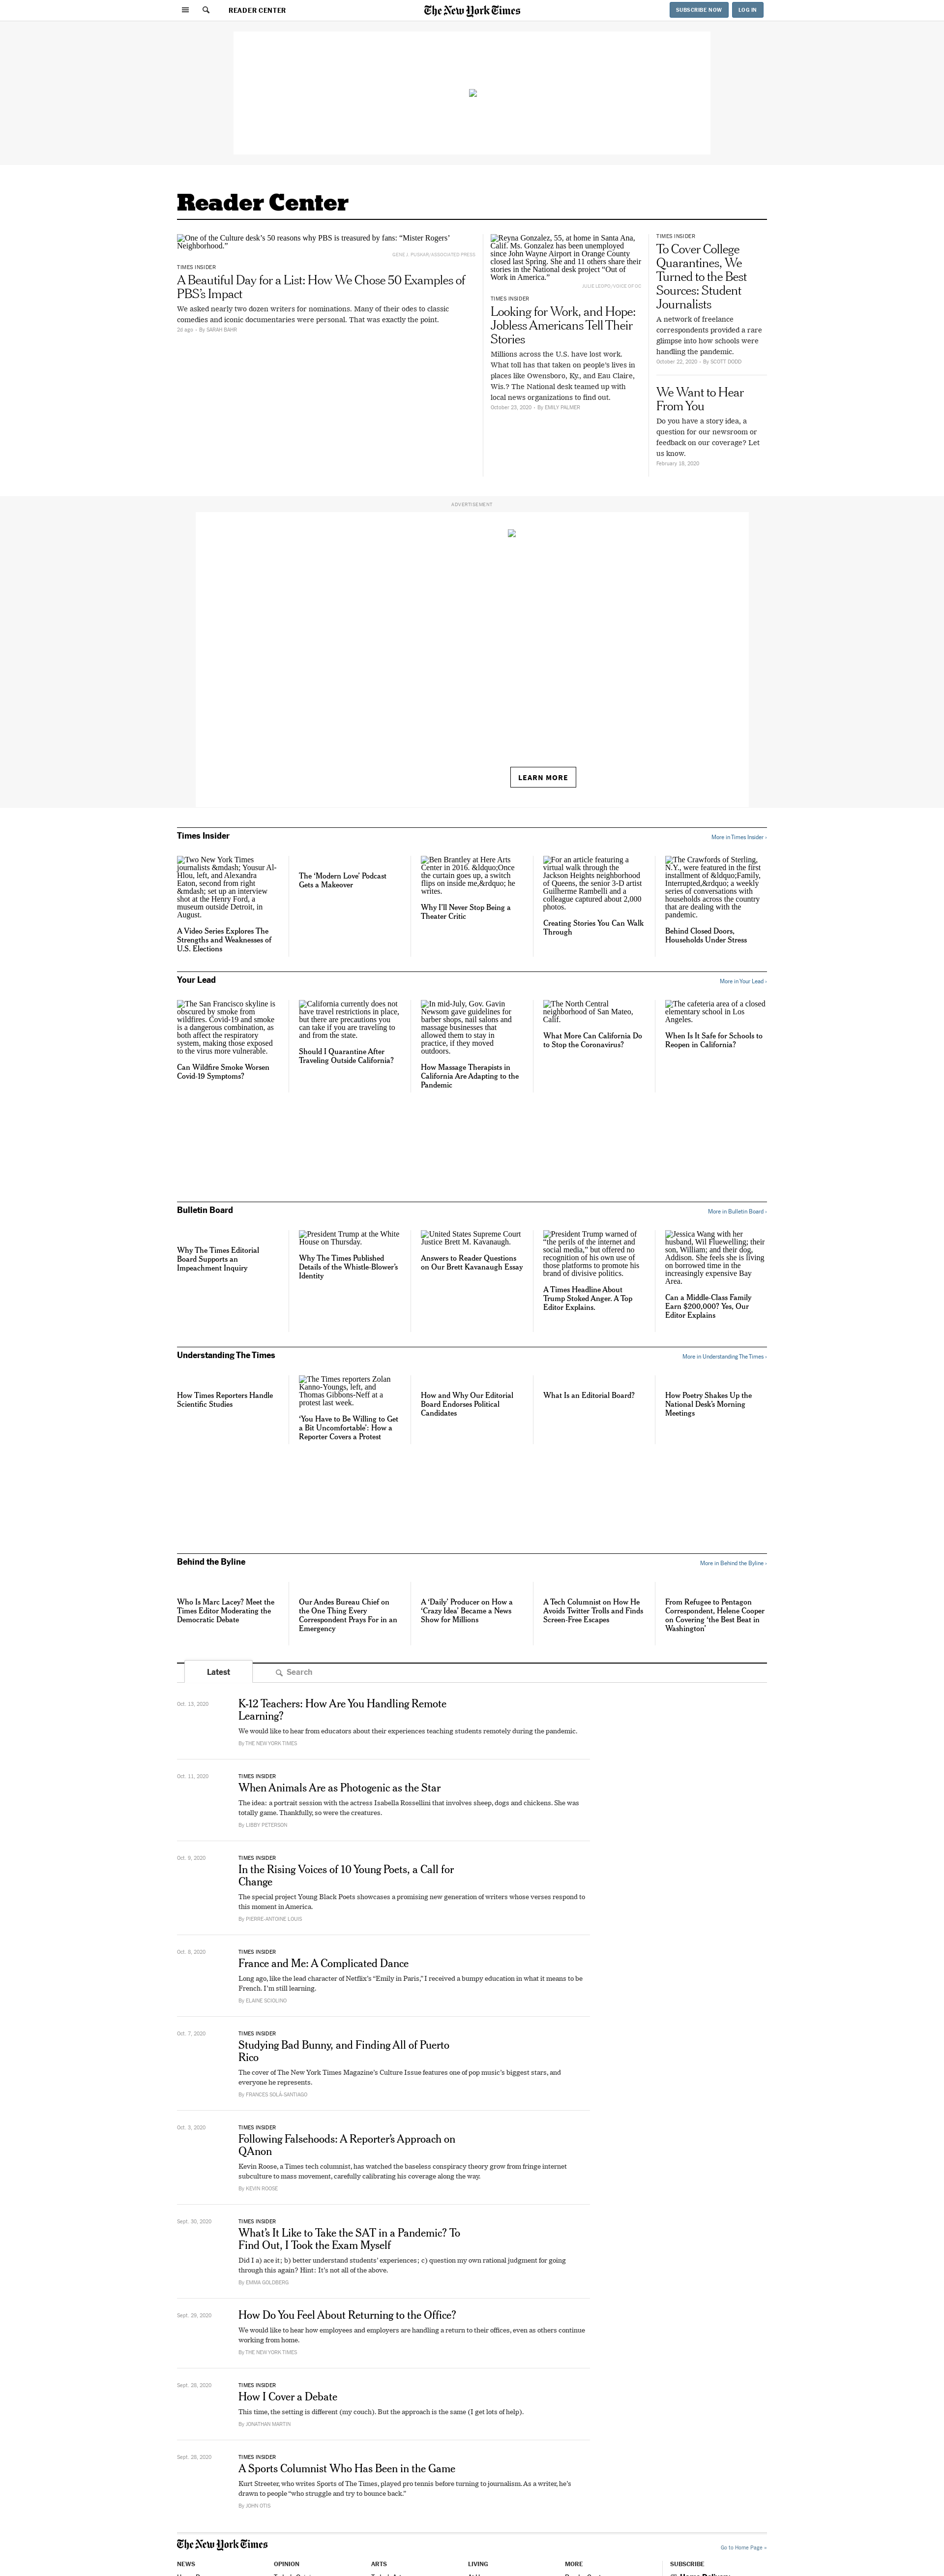 READER CENTER
The New York Times
SUBSCRIBE NOW
LOG IN
Reader Center
One of the Culture desk's 50 reasons why PBS is treasured by fans: “Mister Rogers’
Neighborhood.”
GENE J. PUSKAR/ASSOCIATED PRESS
TIMES INSIDER
A Beautiful Day for a List: How We Chose 50 Examples of
PBS’s Impact
We asked nearly two dozen writers for nominations. Many of their odes to classic
comedies and iconic documentaries were personal. That was exactly the point.
2d ago · By SARAH BAHR
Reyna Gonzalez, 55, at home in Santa Ana,
Calif. Ms. Gonzalez has been unemployed
since John Wayne Airport in Orange County
closed last Spring. She and 11 others share their
stories in the National desk project “Out of
Work in America.”
TIMES INSIDER
Looking for Work, and Hope:
Jobless Americans Tell Their
Stories
Millions across the U.S. have lost work.
What toll has that taken on people’s lives in
places like Owensboro, Ky., and Eau Claire,
Wis.? The National desk teamed up with
local news organizations to find out.
October 23, 2020 · By EMILY PALMER
TIMES INSIDER
To Cover College
Quarantines, We
Turned to the Best
Sources: Student
Journalists
A network of freelance
correspondents provided a rare
glimpse into how schools were
handling the pandemic.
October 22, 2020 · By SCOTT DODD
We Want to Hear
From You
Do you have a story idea, a
question for our newsroom or
feedback on our coverage? Let
us know.
February 18, 2020
ADVERTISEMENT
LEARN MORE
Times Insider
More in Times Insider ›
Two New York Times
journalists &mdash; Yousur Al-
Hlou, left, and Alexandra
Eaton, second from right
&mdash; set up an interview
shot at the Henry Ford, a
museum outside Detroit, in
August.
A Video Series Explores The
Strengths and Weaknesses of
U.S. Elections
The ‘Modern Love’ Podcast
Gets a Makeover
Ben Brantley at Here Arts
Center in 2016. &ldquo;Once
the curtain goes up, a switch
flips on inside me,&rdquo; he
writes.
Why I’ll Never Stop Being a
Theater Critic
For an article featuring a
virtual walk through the
Jackson Heights neighborhood
of Queens, the senior 3-D artist
Guilherme Rambelli and a
colleague captured about 2,000
photos.
Creating Stories You Can Walk
Through
The Crawfords of Sterling,
N.Y., were featured in the first
installment of &ldquo;Family,
Interrupted,&rdquo; a weekly
series of conversations with
households across the country
that are dealing with the
pandemic.
Behind Closed Doors,
Households Under Stress
Your Lead
More in Your Lead ›
The San Francisco skyline is
obscured by smoke from
wildfires. Covid-19 and smoke
is a dangerous combination, as
both affect the respiratory
system, making those exposed
to the virus more vulnerable.
Can Wildfire Smoke Worsen
Covid-19 Symptoms?
California currently does not
have travel restrictions in place,
but there are precautions you
can take if you are traveling to
and from the state.
Should I Quarantine After
Traveling Outside California?
In mid-July, Gov. Gavin
Newsom gave guidelines for
barber shops, nail salons and
massage businesses that
allowed them to stay in
practice, if they moved
outdoors.
How Massage Therapists in
California Are Adapting to the
Pandemic
The North Central
neighborhood of San Mateo,
Calif.
What More Can California Do
to Stop the Coronavirus?
The cafeteria area of a closed
elementary school in Los
Angeles.
When Is It Safe for Schools to
Reopen in California?
Bulletin Board
More in Bulletin Board ›
Why The Times Editorial
Board Supports an
Impeachment Inquiry
President Trump at the White
House on Thursday.
Why The Times Published
Details of the Whistle-Blower’s
Identity
United States Supreme Court
Justice Brett M. Kavanaugh.
Answers to Reader Questions
on Our Brett Kavanaugh Essay
President Trump warned of
“the perils of the internet and
social media,” but offered no
recognition of his own use of
those platforms to promote his
brand of divisive politics.
A Times Headline About
Trump Stoked Anger. A Top
Editor Explains.
Jessica Wang with her
husband, Wil Fluewelling; their
son, William; and their dog,
Addison. She feels she is living
on borrowed time in the
increasingly expensive Bay
Area.
Can a Middle-Class Family
Earn $200,000? Yes, Our
Editor Explains
Understanding The Times
More in Understanding The Times ›
How Times Reporters Handle
Scientific Studies
The Times reporters Zolan
Kanno-Youngs, left, and
Thomas Gibbons-Neff at a
protest last week.
‘You Have to Be Willing to Get
a Bit Uncomfortable’: How a
Reporter Covers a Protest
How and Why Our Editorial
Board Endorses Political
Candidates
What Is an Editorial Board?
How Poetry Shakes Up the
National Desk’s Morning
Meetings
Behind the Byline
More in Behind the Byline ›
Who Is Marc Lacey? Meet the
Times Editor Moderating the
Democratic Debate
Our Andes Bureau Chief on
the One Thing Every
Correspondent Prays For in an
Emergency
A ‘Daily’ Producer on How a
‘Crazy Idea’ Became a News
Show for Millions
A Tech Columnist on How He
Avoids Twitter Trolls and Finds
Screen-Free Escapes
From Refugee to Pentagon
Correspondent, Helene Cooper
on Covering ‘the Best Beat in
Washington’
Latest
Search
Oct. 13, 2020
K-12 Teachers: How Are You Handling Remote
Learning?
We would like to hear from educators about their experiences teaching students remotely during the pandemic.
By THE NEW YORK TIMES
Oct. 11, 2020
TIMES INSIDER
When Animals Are as Photogenic as the Star
The idea: a portrait session with the actress Isabella Rossellini that involves sheep, dogs and chickens. She was
totally game. Thankfully, so were the creatures.
By LIBBY PETERSON
Oct. 9, 2020
TIMES INSIDER
In the Rising Voices of 10 Young Poets, a Call for
Change
The special project Young Black Poets showcases a promising new generation of writers whose verses respond to
this moment in America.
By PIERRE-ANTOINE LOUIS
Oct. 8, 2020
TIMES INSIDER
France and Me: A Complicated Dance
Long ago, like the lead character of Netflix’s “Emily in Paris,” I received a bumpy education in what it means to be
French. I’m still learning.
By ELAINE SCIOLINO
Oct. 7, 2020
TIMES INSIDER
Studying Bad Bunny, and Finding All of Puerto
Rico
The cover of The New York Times Magazine’s Culture Issue features one of pop music’s biggest stars, and
everyone he represents.
By FRANCES SOLÁ-SANTIAGO
Oct. 3, 2020
TIMES INSIDER
Following Falsehoods: A Reporter’s Approach on
QAnon
Kevin Roose, a Times tech columnist, has watched the baseless conspiracy theory grow from fringe internet
subculture to mass movement, carefully calibrating his coverage along the way.
By KEVIN ROOSE
Sept. 30, 2020
TIMES INSIDER
What’s It Like to Take the SAT in a Pandemic? To
Find Out, I Took the Exam Myself
Did I a) ace it; b) better understand students’ experiences; c) question my own rational judgment for going
through this again? Hint: It’s not all of the above.
By EMMA GOLDBERG
Sept. 29, 2020
How Do You Feel About Returning to the Office?
We would like to hear how employees and employers are handling a return to their offices, even as others continue
working from home.
By THE NEW YORK TIMES
Sept. 28, 2020
TIMES INSIDER
How I Cover a Debate
This time, the setting is different (my couch). But the approach is the same (I get lots of help).
By JONATHAN MARTIN
Sept. 28, 2020
TIMES INSIDER
A Sports Columnist Who Has Been in the Game
Kurt Streeter, who writes Sports of The Times, played pro tennis before turning to journalism. As a writer, he’s
drawn to people “who struggle and try to bounce back.”
By JOHN OTIS
The New York Times
Go to Home Page »
NEWS
OPINION
ARTS
LIVING
MORE
SUBSCRIBE